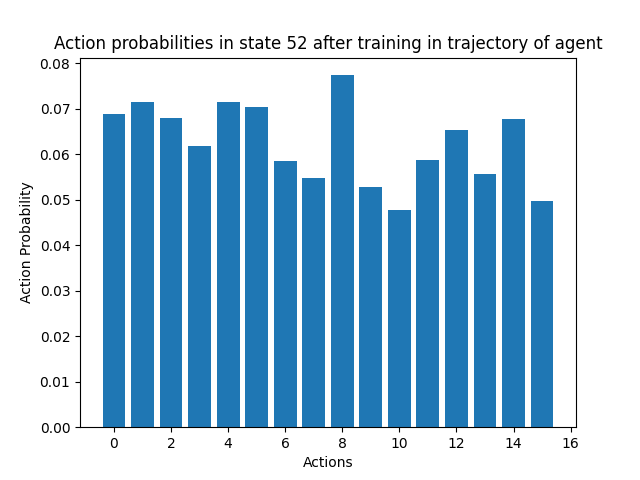 Action probabilities in state 52 after training in trajectory of agent
0.08
0.07
0.06
0.05
0.04
0.03
0.02
0.01
0.00
Action Probability
0 2 4 6 8 10 12 14 16
Actions